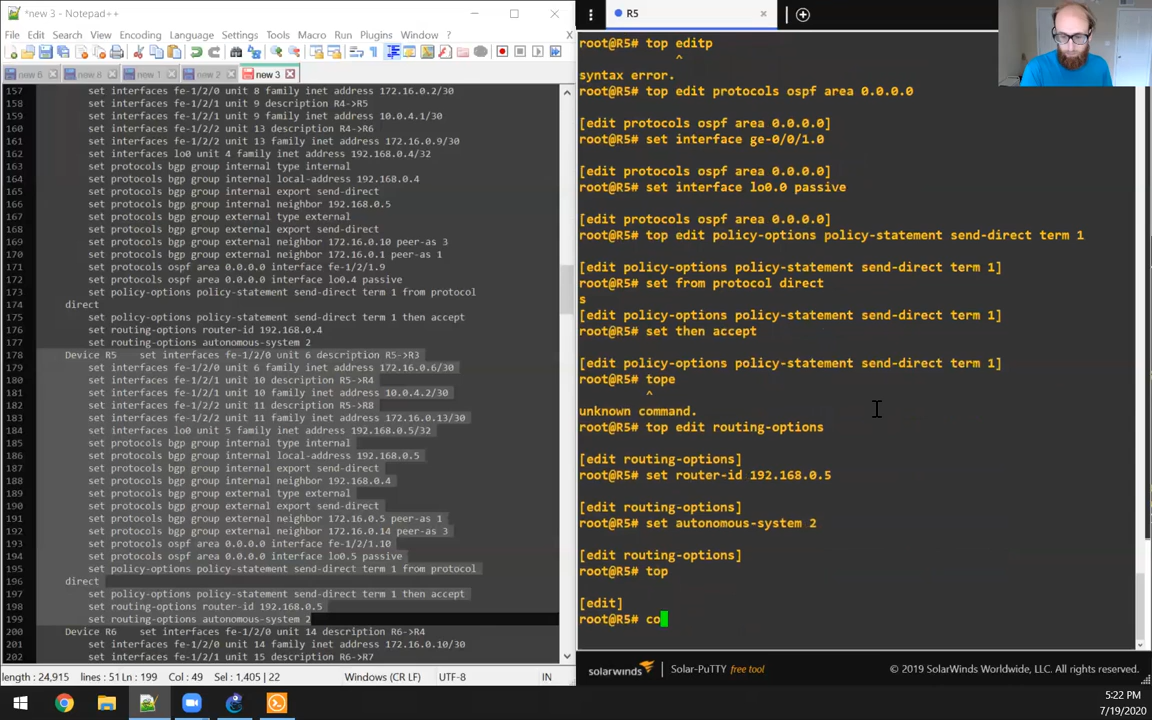 *new 3 - Notepad++
File Edit Search View Encoding Language Settings Tools Macro Run Plugins Window ?
new 6 new 8 new 1 new 2 new 3
157 set interfaces fe-1/2/0 unit 8 family inet address 172.16.0.2/30
158 set interfaces fe-1/2/1 unit 9 description R4->R5
159 set interfaces fe-1/2/1 unit 9 family inet address 10.0.4.1/30
160 set interfaces fe-1/2/2 unit 13 description R4->R6
161 set interfaces fe-1/2/2 unit 13 family inet address 172.16.0.9/30
162 set interfaces lo0 unit 4 family inet address 192.168.0.4/32
163 set protocols bgp group internal type internal
164 set protocols bgp group internal local-address 192.168.0.4
165 set protocols bgp group internal export send-direct
166 set protocols bgp group internal neighbor 192.168.0.5
167 set protocols bgp group external type external
168 set protocols bgp group external export send-direct
169 set protocols bgp group external neighbor 172.16.0.10 peer-as 3
170 set protocols bgp group external neighbor 172.16.0.1 peer-as 1
171 set protocols ospf area 0.0.0.0 interface fe-1/2/1.9
172 set protocols ospf area 0.0.0.0 interface lo0.4 passive
173 set policy-options policy-statement send-direct term 1 from protocol
174 direct
175 set policy-options policy-statement send-direct term 1 then accept
176 set routing-options router-id 192.168.0.4
177 set routing-options autonomous-system 2
178 Device R5 set interfaces fe-1/2/0 unit 6 description R5->R3
179 set interfaces fe-1/2/0 unit 6 family inet address 172.16.0.6/30
180 set interfaces fe-1/2/1 unit 10 description R5->R4
181 set interfaces fe-1/2/1 unit 10 family inet address 10.0.4.2/30
182 set interfaces fe-1/2/2 unit 11 description R5->R8
183 set interfaces fe-1/2/2 unit 11 family inet address 172.16.0.13/30
184 set interfaces lo0 unit 5 family inet address 192.168.0.5/32
185 set protocols bgp group internal type internal
186 set protocols bgp group internal local-address 192.168.0.5
187 set protocols bgp group internal export send-direct
188 set protocols bgp group internal neighbor 192.168.0.4
189 set protocols bgp group external type external
190 set protocols bgp group external export send-direct
191 set protocols bgp group external neighbor 172.16.0.5 peer-as 1
192 set protocols bgp group external neighbor 172.16.0.14 peer-as 3
193 set protocols ospf area 0.0.0.0 interface fe-1/2/1.10
194 set protocols ospf area 0.0.0.0 interface lo0.5 passive
195 set policy-options policy-statement send-direct term 1 from protocol
196 direct
197 set policy-options policy-statement send-direct term 1 then accept
198 set routing-options router-id 192.168.0.5
199 set routing-options autonomous-system 2
200 Device R6 set interfaces fe-1/2/0 unit 14 description R6->R4
201 set interfaces fe-1/2/0 unit 14 family inet address 172.16.0.10/30
202 set interfaces fe-1/2/1 unit 15 description R6->R7
length : 24,915 lines : 51 Ln : 199 Col : 49 Sel : 1,405 | 22 Windows (CR LF) UTF-8 IN
R5
root@R5# top editp
^
syntax error.
root@R5# top edit protocols ospf area 0.0.0.0
[edit protocols ospf area 0.0.0.0]
root@R5# set interface ge-0/0/1.0
[edit protocols ospf area 0.0.0.0]
root@R5# set interface lo0.0 passive
[edit protocols ospf area 0.0.0.0]
root@R5# top edit policy-options policy-statement send-direct term 1
[edit policy-options policy-statement send-direct term 1]
root@R5# set from protocol direct
s
[edit policy-options policy-statement send-direct term 1]
root@R5# set then accept
[edit policy-options policy-statement send-direct term 1]
root@R5# tope
^
unknown command.
root@R5# top edit routing-options
[edit routing-options]
root@R5# set router-id 192.168.0.5
[edit routing-options]
root@R5# set autonomous-system 2
[edit routing-options]
root@R5# top
[edit]
root@R5# co
solarwinds Solar-PuTTY free tool © 2019 SolarWinds Worldwide, LLC. All rights reserved.
5:22 PM
7/19/2020